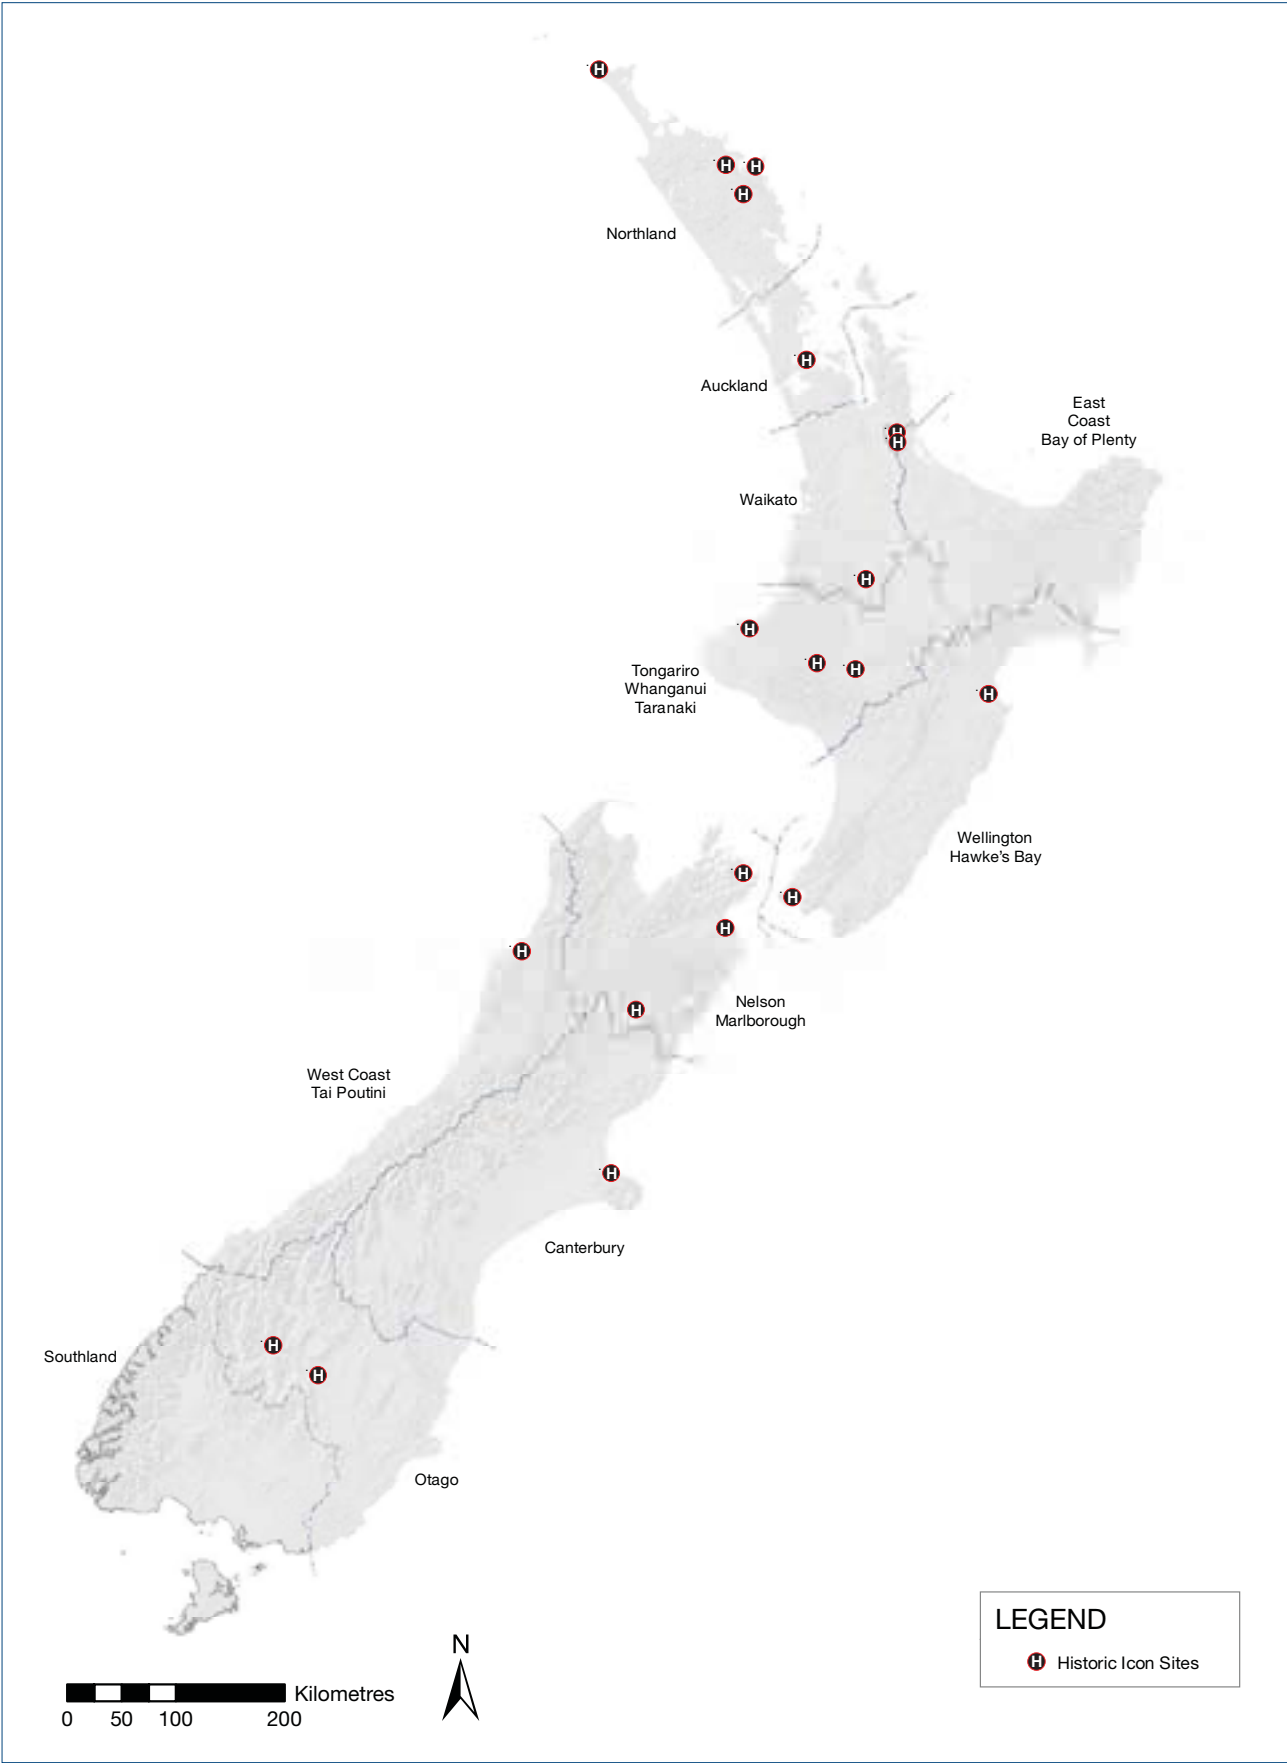 H
H
H
H
Northland
H
Auckland
East
Coast
Bay of Plenty
H
H
Waikato
H
H
H
H
Tongariro
Whanganui
Taranaki
H
Wellington
Hawke's Bay
H
H
H
H
Nelson
Marlborough
H
West Coast
Tai Poutini
H
Canterbury
H
Southland
H
Otago
LEGEND
H Historic Icon Sites
N
Kilometres
0 50 100 200